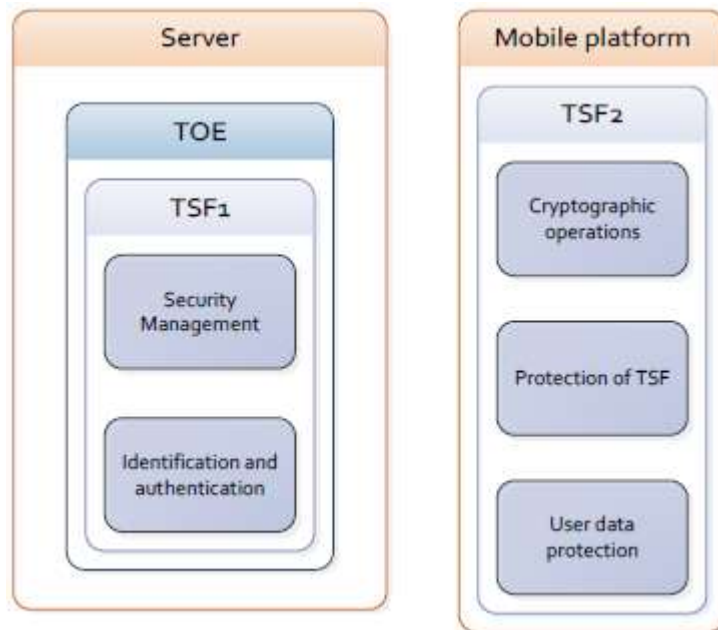 Server
TOE
TSF1
Security
Management
Identification and
authentication
Mobile platform
TSF2
Cryptographic
operations
Protection of TSF
User data
protection